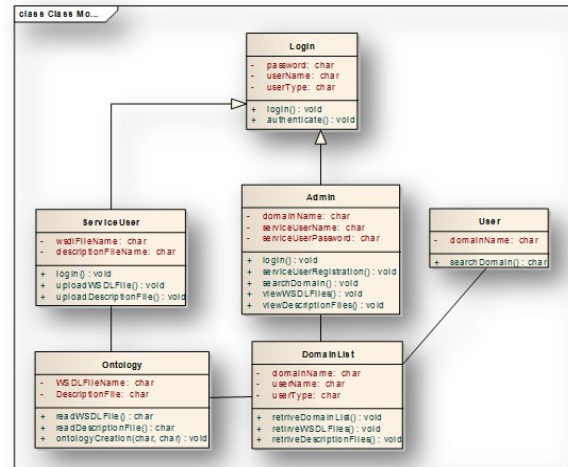 class Class Mo...
Login
- password: char
- userName: char
- userType: char
+ login() : void
+ authenticate() : void
ServiceUser
- wsdlFileName: char
- descriptionFileName: char
+ login() : void
+ uploadWSDLFile() : void
+ uploadDescriptionFile() : void
Admin
- domainName: char
- serviceUserName: char
- serviceUserPassword: char
+ login() : void
+ serviceUserRegistration() : void
+ searchDomain() : void
+ viewWSDLFiles() : void
+ viewDescriptionFiles() : void
User
- domainName: char
+ searchDomain() : char
Ontology
- WSDLFileName: char
- DescriptionFile: char
+ readWSDLFile() : char
+ readDescriptionFile() : char
+ ontologyCreation(char, char) : void
DomainList
- domainName: char
- userName: char
- userType: char
+ retriveDomainList() : void
+ retirveWSDLFiles() : void
+ retriveDescriptionFiles() : void